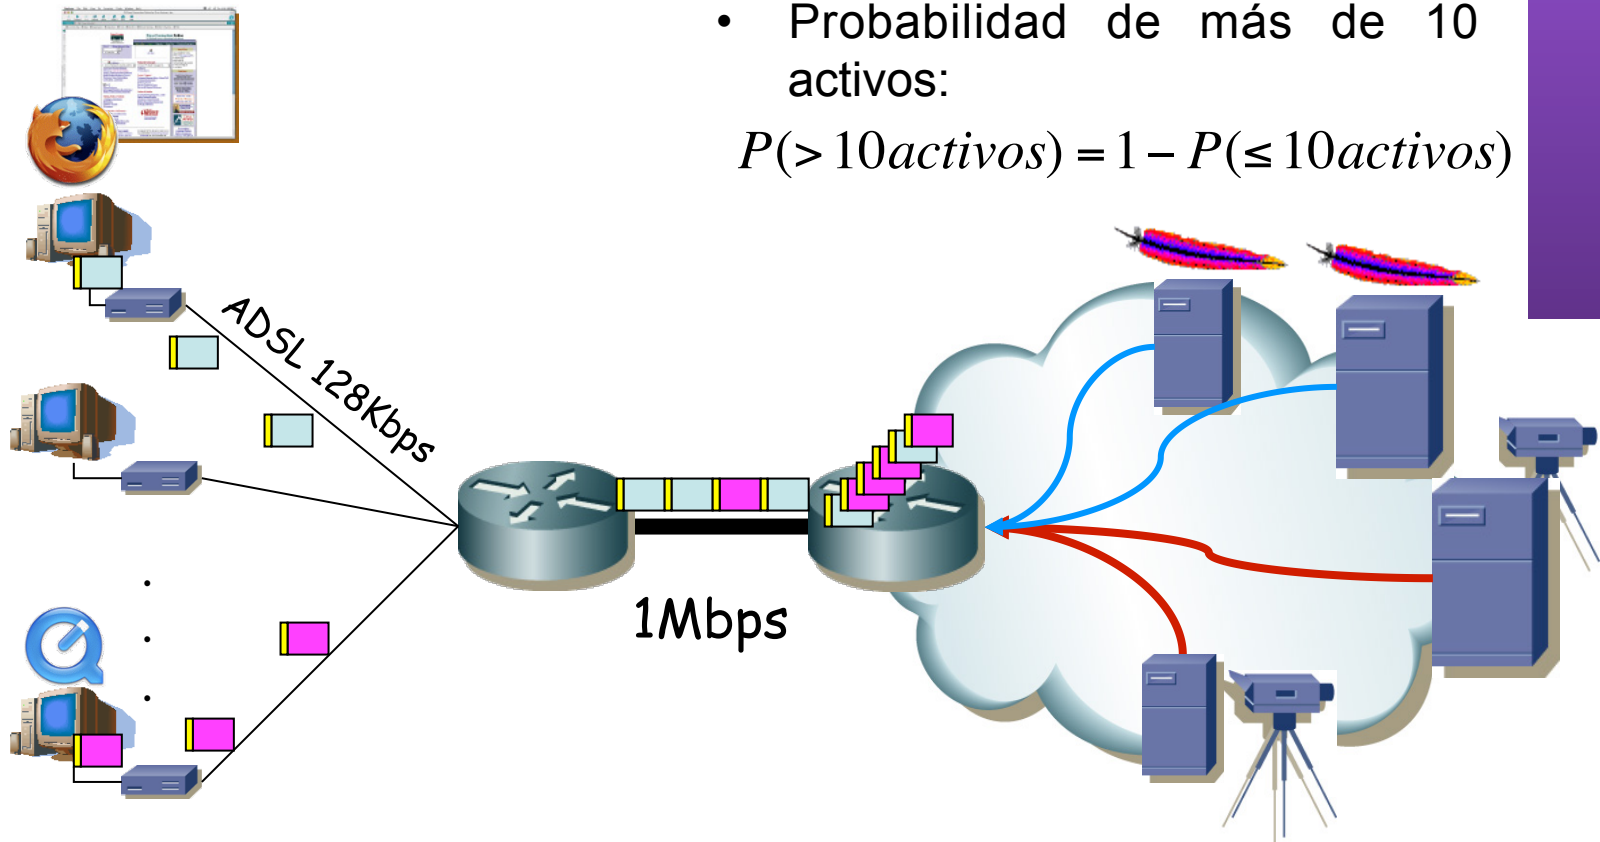 • Probabilidad de más de 10
activos:
P(> 10activos) = 1 − P(≤ 10activos)
ADSL 128Kbps
1Mbps